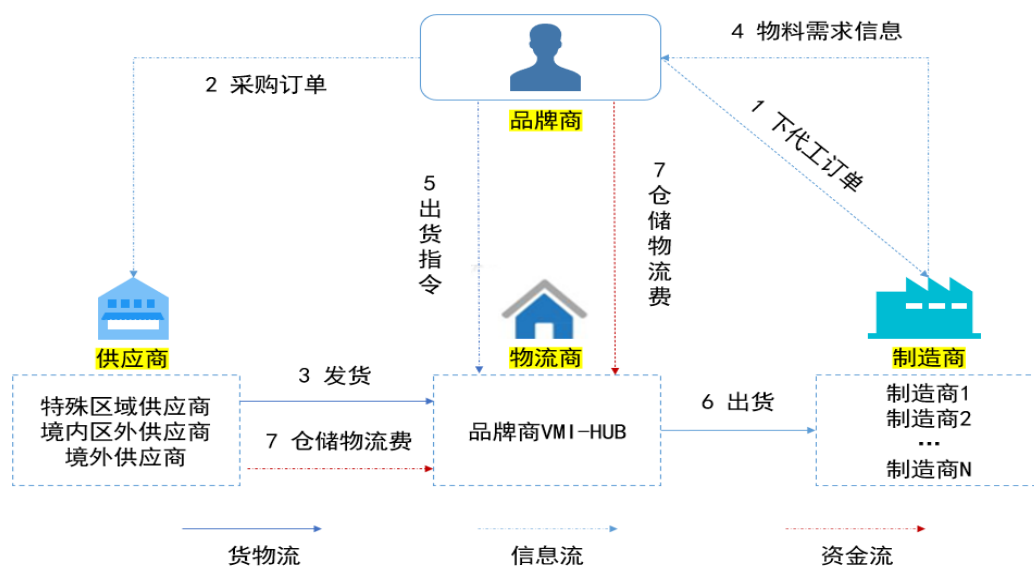 4 物料需求信息
2 采购订单
品牌商
1 下代工订单
5出货指令
7仓储物流费
供应商
物流商
制造商
3 发货
特殊区域供应商
境内区外供应商
境外供应商
7 仓储物流费
品牌商VMI-HUB
6 出货
制造商1
制造商2
…
制造商N
货物流
信息流
资金流